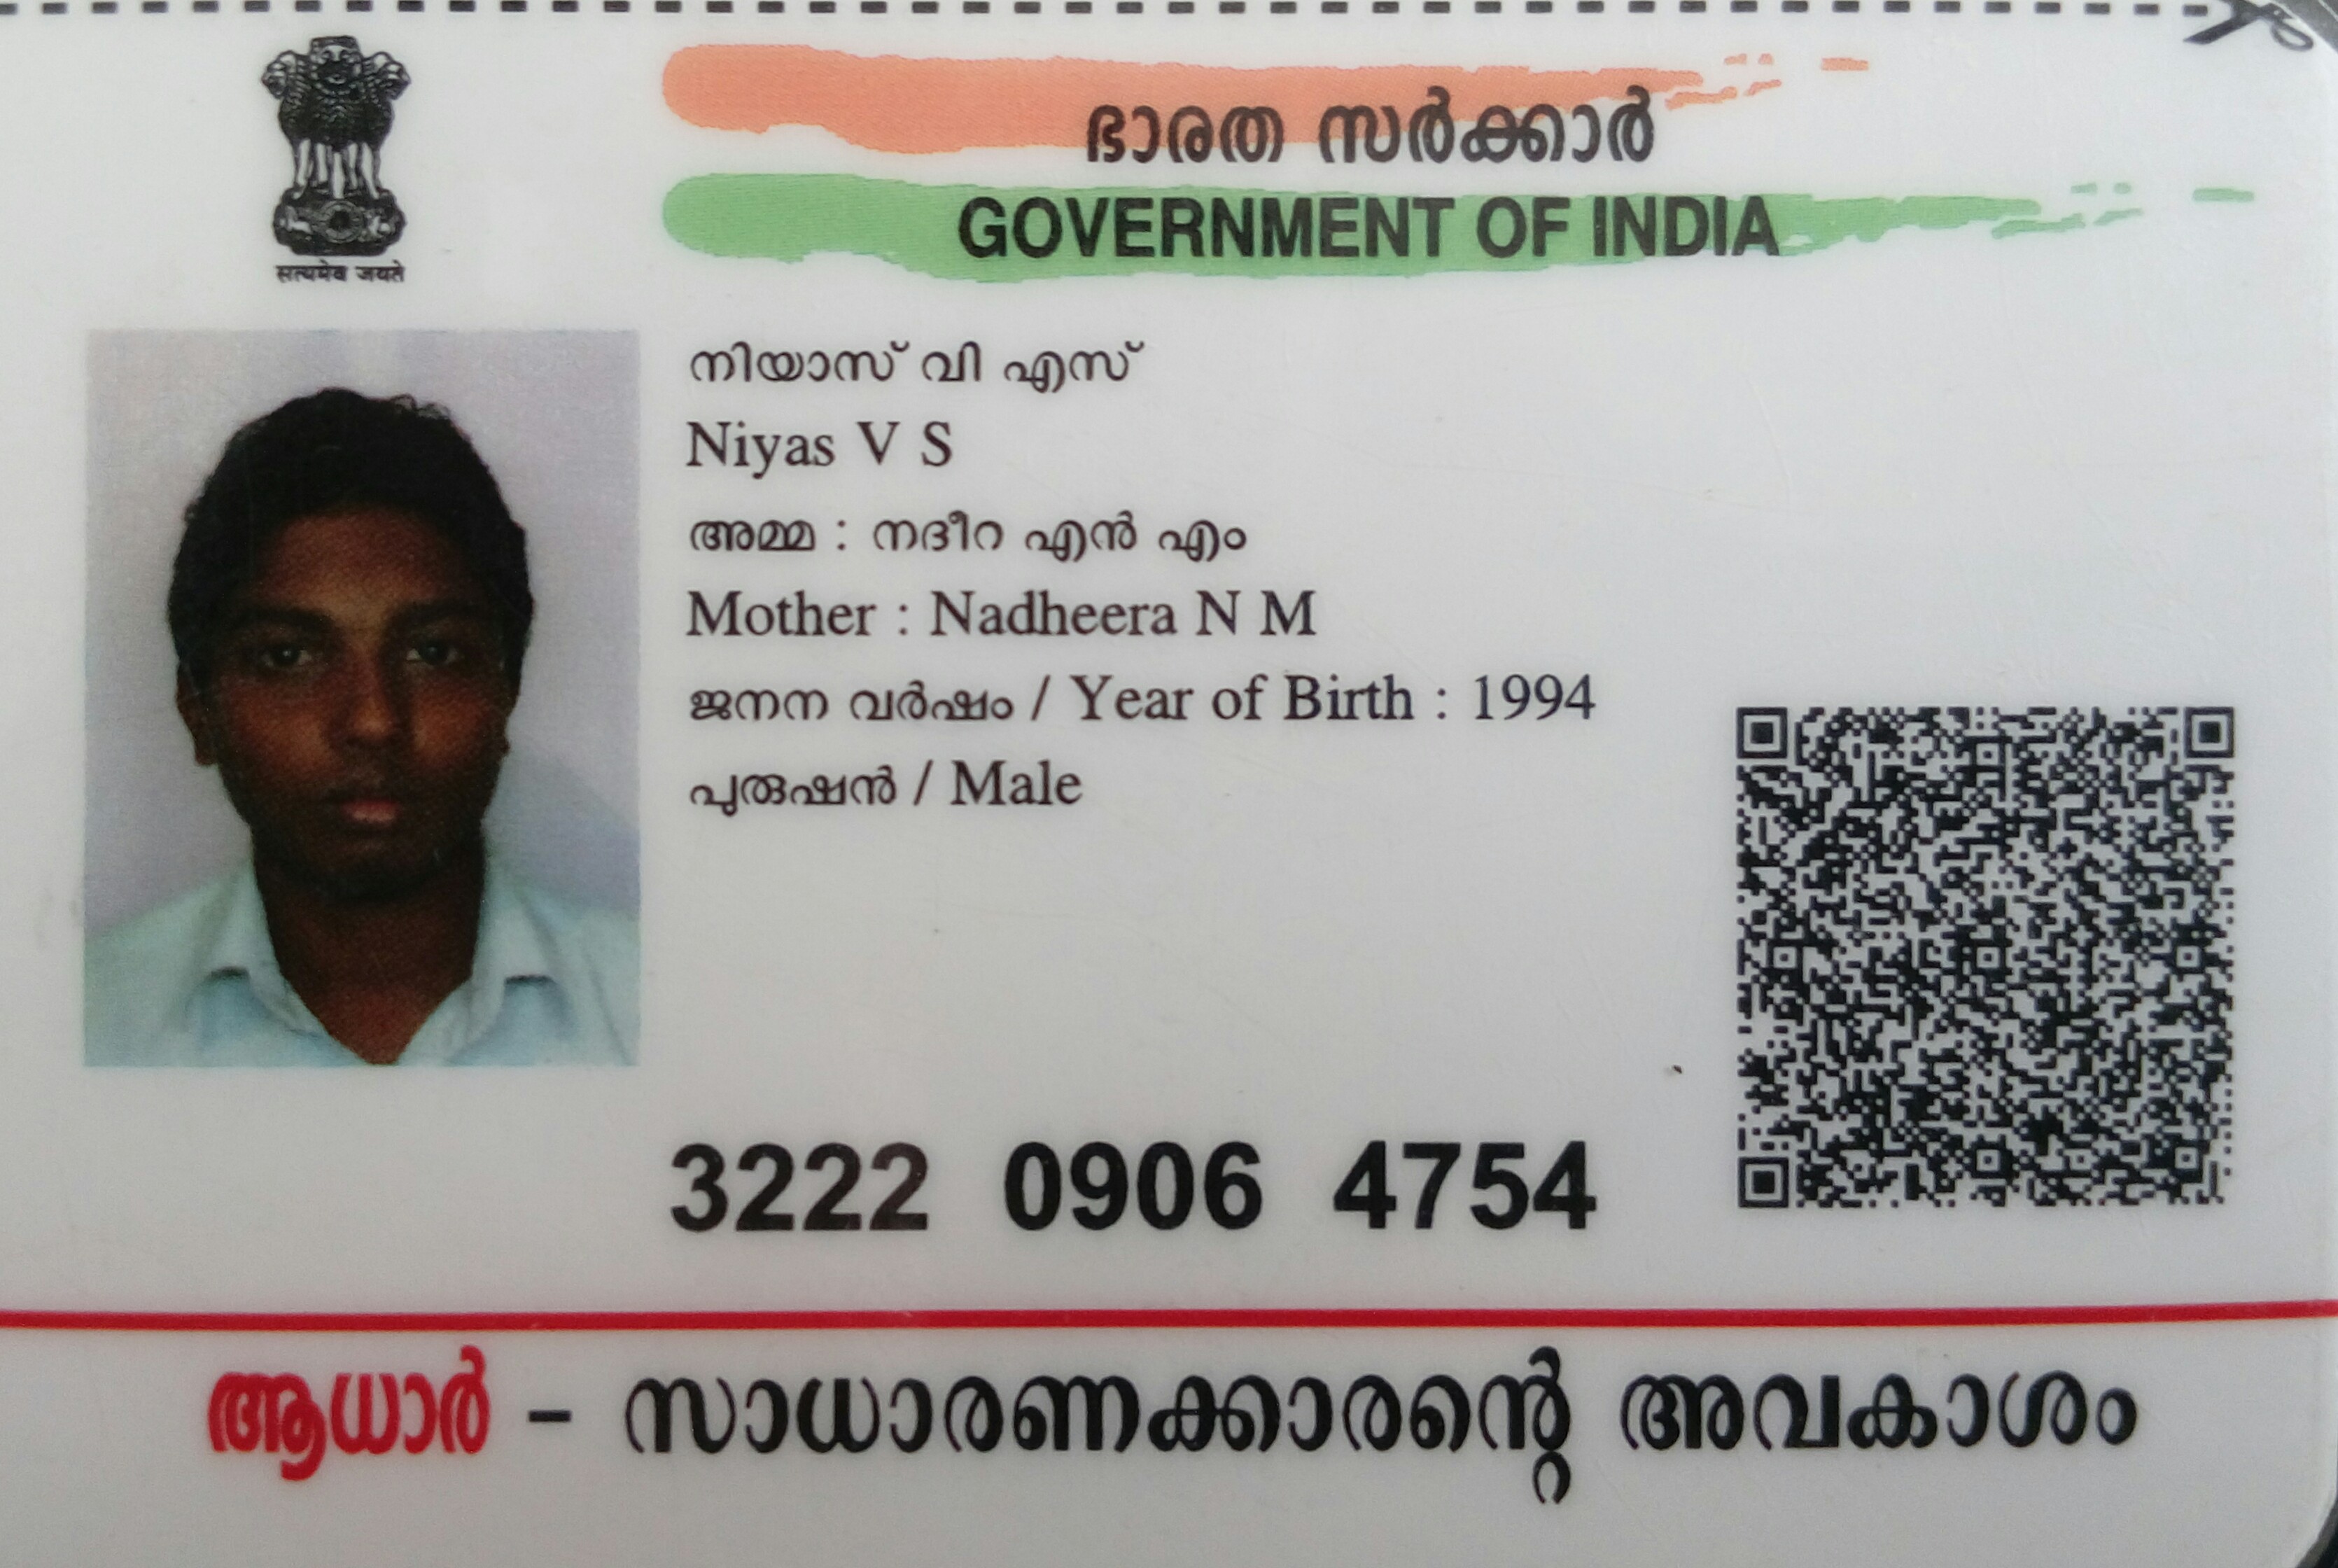 ഭാരത സർക്കാർ
GOVERNMENT OF INDIA
सत्यमेव जयते
നിയാസ് വി എസ്
Niyas V S
അമ്മ : നദീറ എൻ എം
Mother : Nadheera N M
ജനന വർഷം / Year of Birth : 1994
പുരുഷൻ / Male
3222 0906 4754
ആധാർ - സാധാരണക്കാരന്റെ അവകാശം